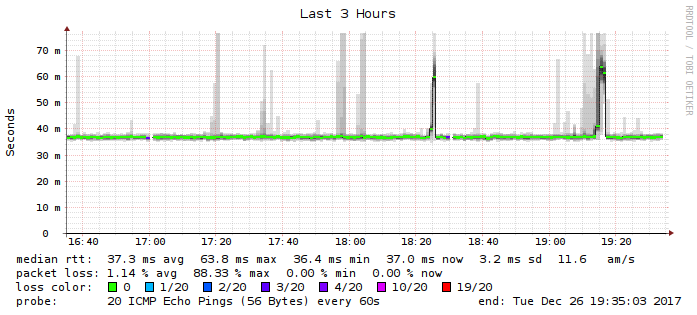 Last 3 Hours
RRDTOOL / TOBI OETIKER
Seconds
70 m
60 m
50 m
40 m
30 m
20 m
10 m
0
16:40 17:00 17:20 17:40 18:00 18:20 18:40 19:00 19:20
median rtt: 37.3 ms avg 63.8 ms max 36.4 ms min 37.0 ms now 3.2 ms sd 11.6 am/s
packet loss: 1.14 % avg 88.33 % max 0.00 % min 0.00 % now
loss color: 0 1/20 2/20 3/20 4/20 10/20 19/20
probe: 20 ICMP Echo Pings (56 Bytes) every 60s end: Tue Dec 26 19:35:03 2017